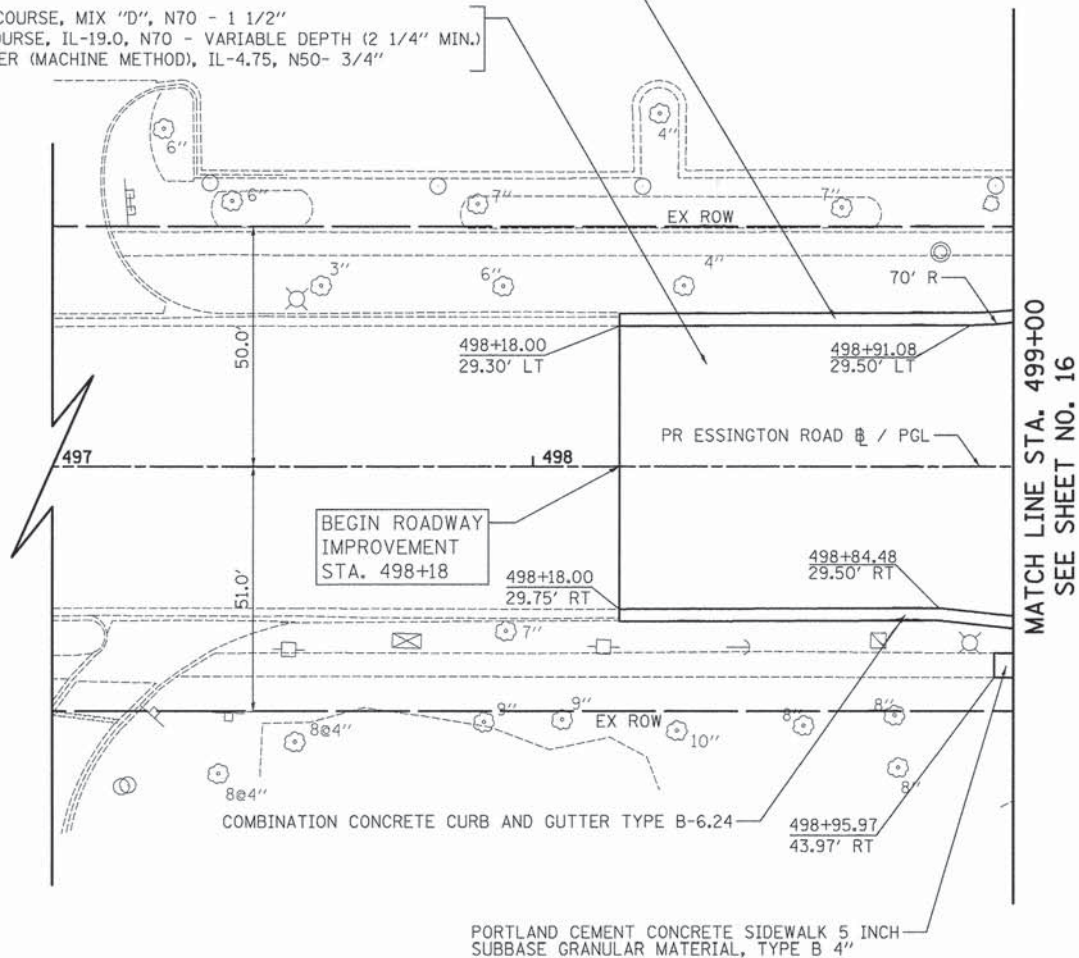 COURSE, MIX "D", N70 - 1 1/2"
URSE, IL-19.0, N70 - VARIABLE DEPTH (2 1/4" MIN.)
ER (MACHINE METHOD), IL-4.75, N50- 3/4"
6"
4"
6"
7"
7"
EX ROW
3"
6"
4"
70' R
50.0'
498+18.00
29.30' LT
498+91.08
29.50' LT
MATCH LINE STA. 499+00
SEE SHEET NO. 16
PR ESSINGTON ROAD ⅊ / PGL
497
498
BEGIN ROADWAY
IMPROVEMENT
STA. 498+18
498+84.48
29.50' RT
498+18.00
29.75' RT
51.0'
7"
9"
9"
EX ROW
8"
8"
8@4"
10"
8@4"
8"
COMBINATION CONCRETE CURB AND GUTTER TYPE B-6.24
498+95.97
43.97' RT
PORTLAND CEMENT CONCRETE SIDEWALK 5 INCH
SUBBASE GRANULAR MATERIAL, TYPE B 4"